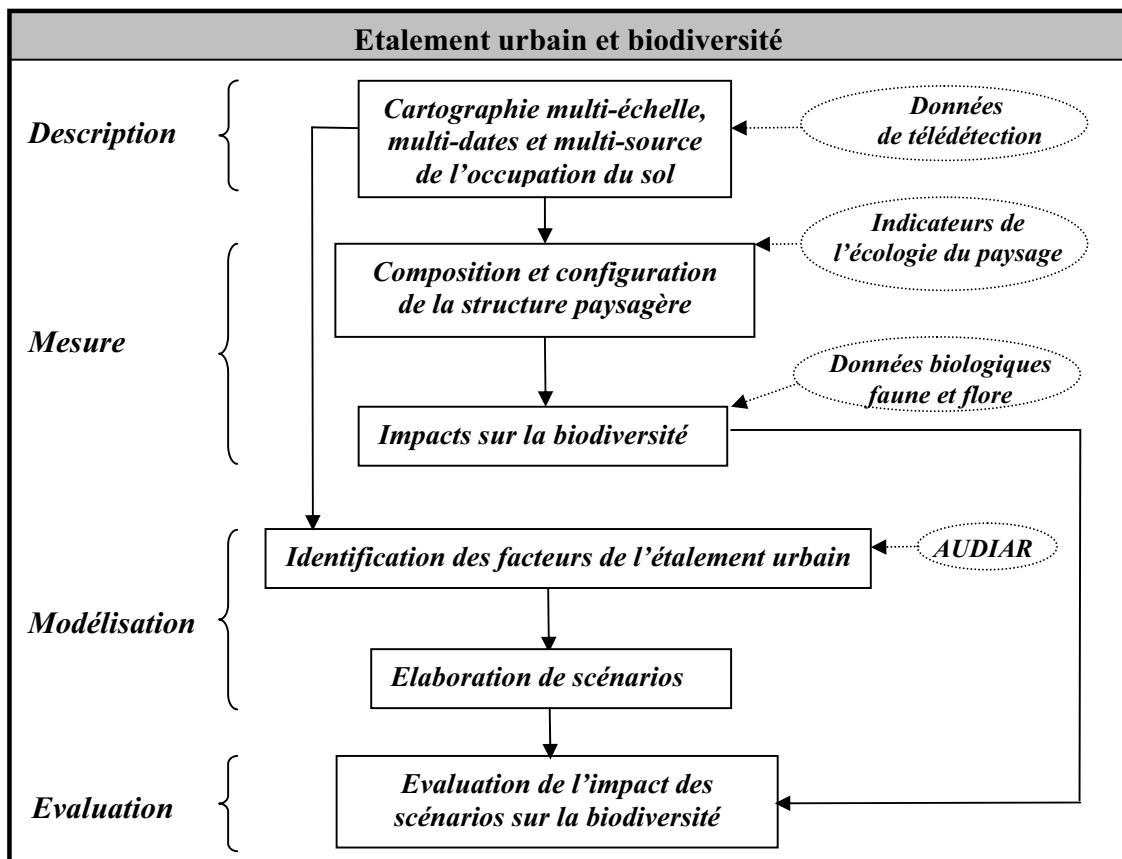 Etalement urbain et biodiversité
Description
Cartographie multi-échelle,
multi-dates et multi-source
de l’occupation du sol
Données
de télédétection
Mesure
Composition et configuration
de la structure paysagère
Indicateurs de
l’écologie du paysage
Impacts sur la biodiversité
Données biologiques
faune et flore
Modélisation
Identification des facteurs de l’étalement urbain
AUDIAR
Elaboration de scénarios
Evaluation
Evaluation de l’impact des
scénarios sur la biodiversité